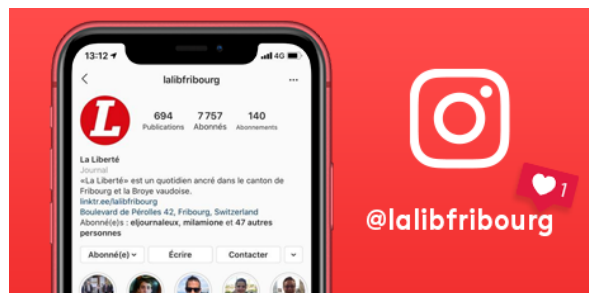 13:12
4G
lalibfribourg
...
L
694 7757 140
Publications Abonnés Abonnements
La Liberté
Journal
«La Liberté» est un quotidien ancré dans le canton de
Fribourg et la Broye vaudoise.
linktr.ee/lalibfribourg
Boulevard de Pérolles 42, Fribourg, Switzerland
Abonné(e)s : eljournaleux, milamione et 47 autres
personnes
Abonné(e) Écrire Contacter
1
@lalibfribourg